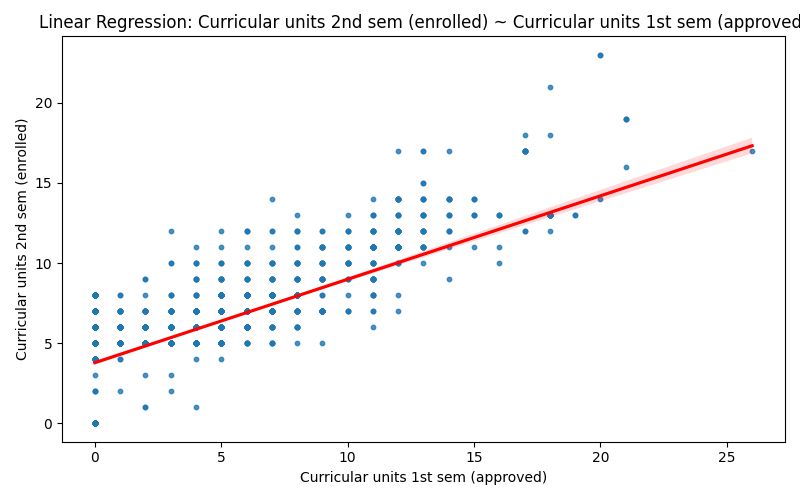 Linear Regression: Curricular units 2nd sem (enrolled) ~ Curricular units 1st sem (approved
Curricular units 2nd sem (enrolled)
20
15
10
5
0
0 5 10 15 20 25
Curricular units 1st sem (approved)